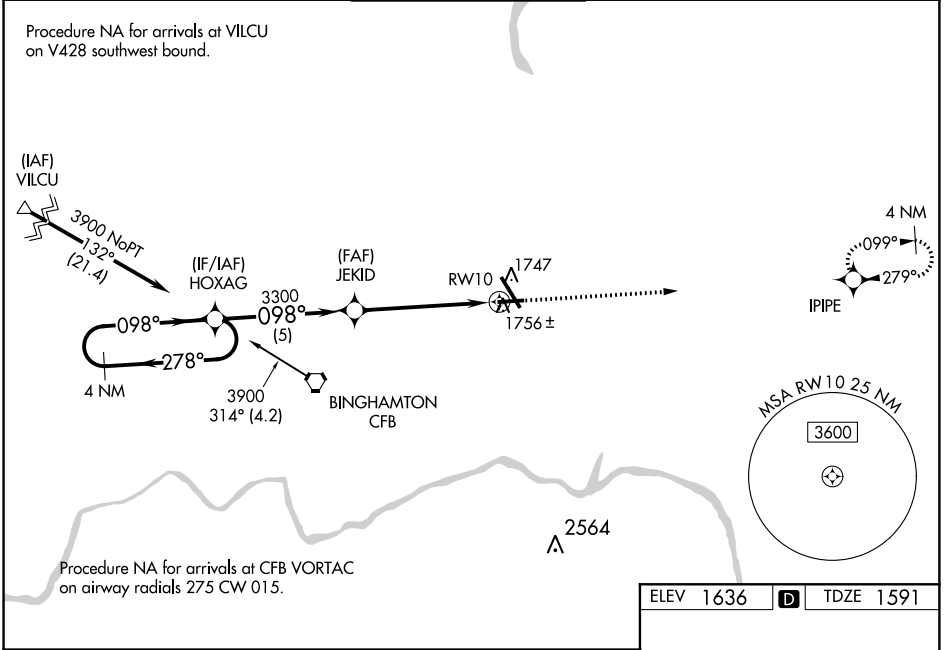 Procedure NA for arrivals at VILCU
on V428 southwest bound.
(IAF)
VILCU
3900 NoPT
132°
(21.4)
(IF/IAF)
HOXAG
3300
098°
(5)
(FAF)
JEKID
RW10
1747
1756 ±
4 NM
099°
279°
IPIPE
098°
278°
4 NM
3900
314° (4.2)
BINGHAMTON
CFB
MSA RW10 25 NM
3600
2564
Procedure NA for arrivals at CFB VORTAC
on airway radials 275 CW 015.
ELEV 1636 D TDZE 1591